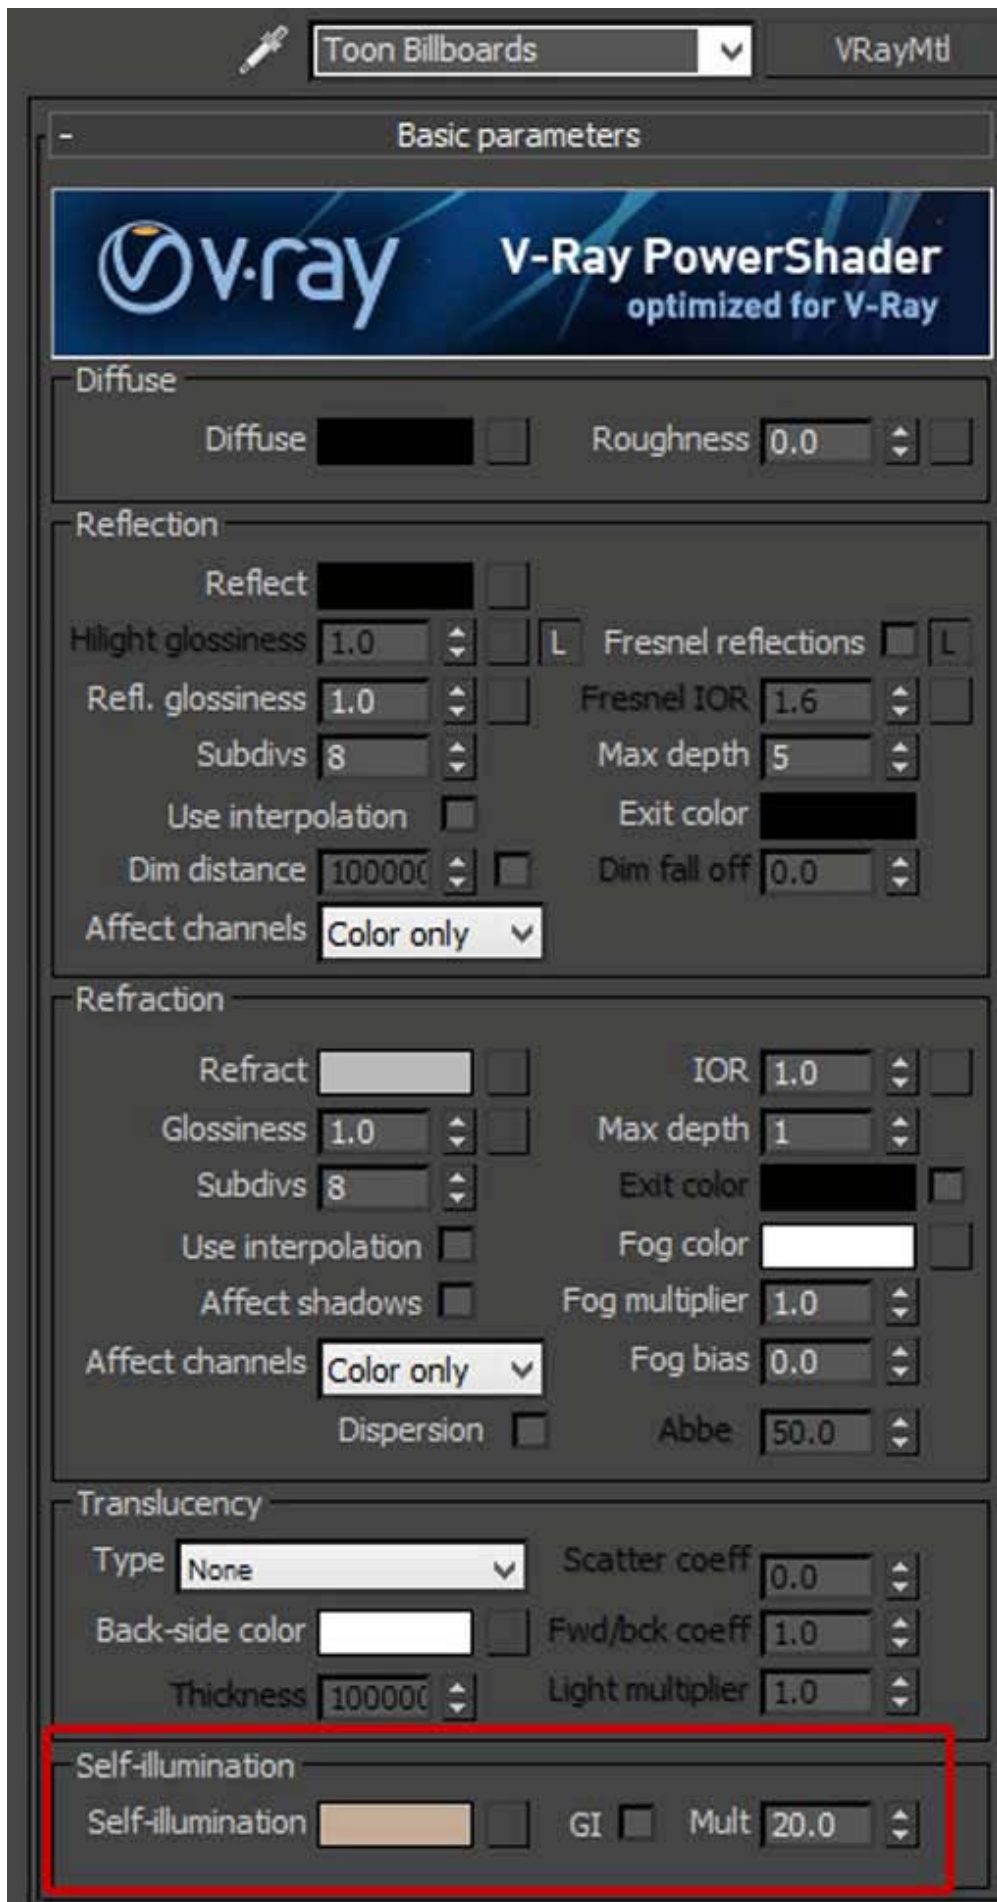 Toon Billboards VRayMtl
- Basic parameters
v·ray V-Ray PowerShader
optimized for V-Ray
Diffuse
Diffuse Roughness 0.0
Reflection
Reflect
Hilight glossiness 1.0 L Fresnel reflections L
Refl. glossiness 1.0 Fresnel IOR 1.6
Subdivs 8 Max depth 5
Use interpolation Exit color
Dim distance 100000 Dim fall off 0.0
Affect channels Color only
Refraction
Refract IOR 1.0
Glossiness 1.0 Max depth 1
Subdivs 8 Exit color
Use interpolation Fog color
Affect shadows Fog multiplier 1.0
Affect channels Color only Fog bias 0.0
Dispersion Abbe 50.0
Translucency
Type None Scatter coeff 0.0
Back-side color Fwd/bck coeff 1.0
Thickness 100000 Light multiplier 1.0
Self-illumination
Self-illumination GI Mult 20.0